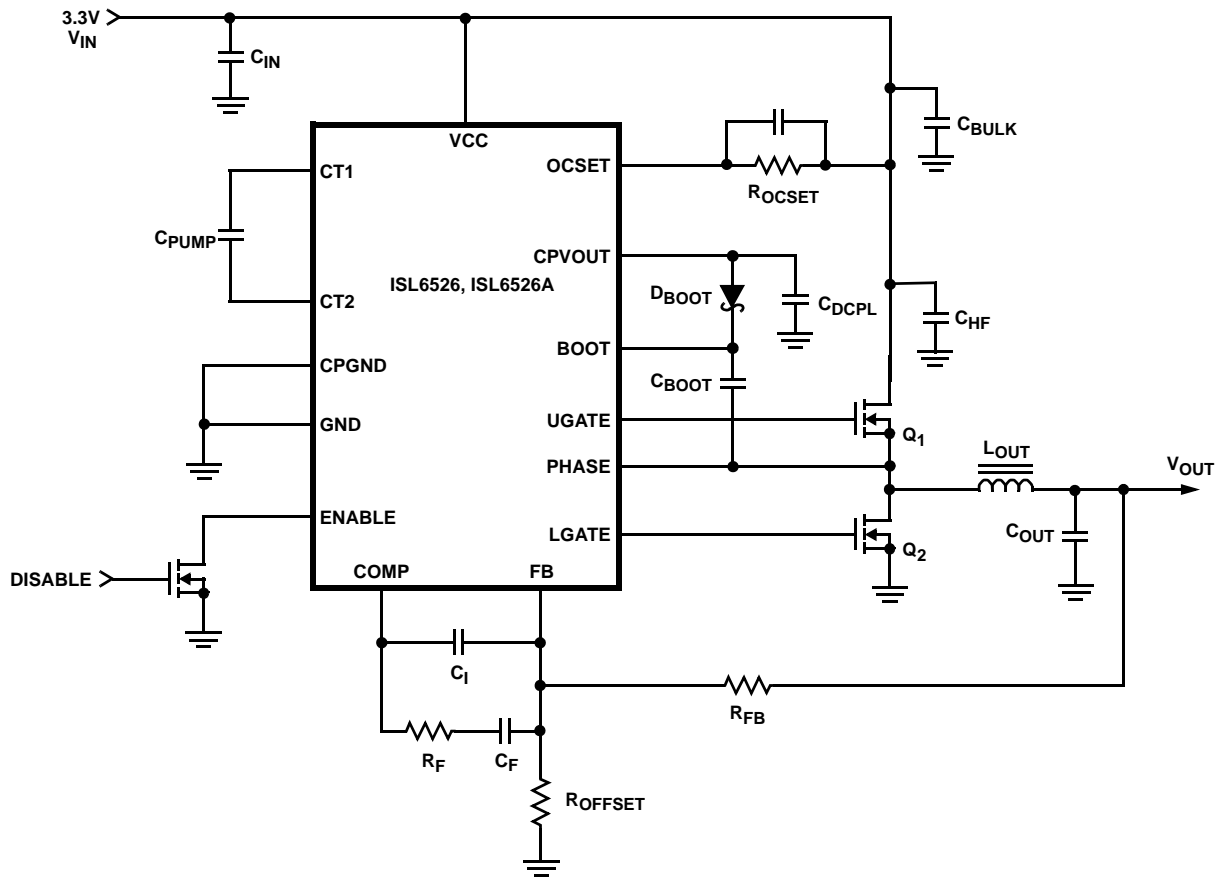 3.3V
VIN
CIN
CBULK
VCC
OCSET
ROCSET
CT1
CPUMP
CT2
CPVOUT
ISL6526, ISL6526A
DBOOT
CDCPL
CHF
BOOT
CBOOT
CPGND
GND
UGATE
Q1
PHASE
LOUT
VOUT
ENABLE
LGATE
Q2
COUT
DISABLE
COMP
FB
CI
RFB
RF
CF
ROFFSET